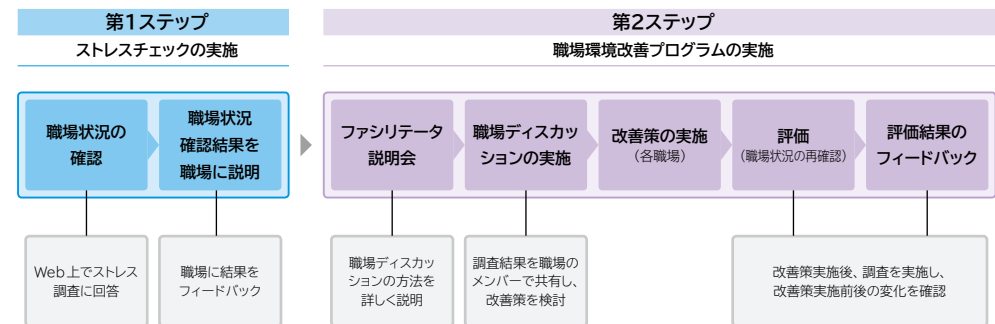 第1ステップ
ストレスチェックの実施
第2ステップ
職場環境改善プログラムの実施
職場状況の
確認
職場状況
確認結果を
職場に説明
ファシリテータ
説明会
職場ディスカッ
ションの実施
改善策の実施
（各職場）
評価
（職場状況の再確認）
評価結果の
フィードバック
Web上でストレス
調査に回答
職場に結果を
フィードバック
職場ディスカッ
ションの方法を
詳しく説明
調査結果を職場の
メンバーで共有し、
改善策を検討
改善策実施後、調査を実施し、
改善策実施前後の変化を確認